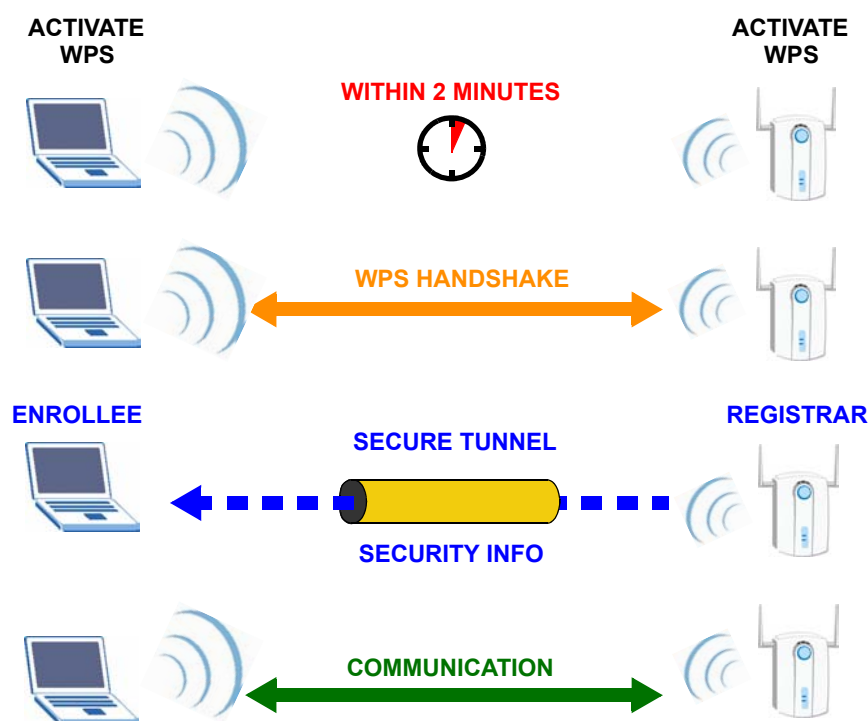 ACTIVATE
WPS
ACTIVATE
WPS
WITHIN 2 MINUTES
WPS HANDSHAKE
ENROLLEE
REGISTRAR
SECURE TUNNEL
SECURITY INFO
COMMUNICATION